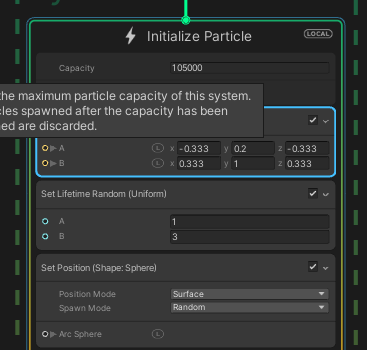 Initialize Particle
LOCAL
Capacity 105000
the maximum particle capacity of this system.
cles spawned after the capacity has been
ned are discarded.
A L x -0.333 y 0.2 z -0.333
B L x 0.333 y 1 z 0.333
Set Lifetime Random (Uniform)
A 1
B 3
Set Position (Shape: Sphere)
Position Mode Surface
Spawn Mode Random
Arc Sphere L